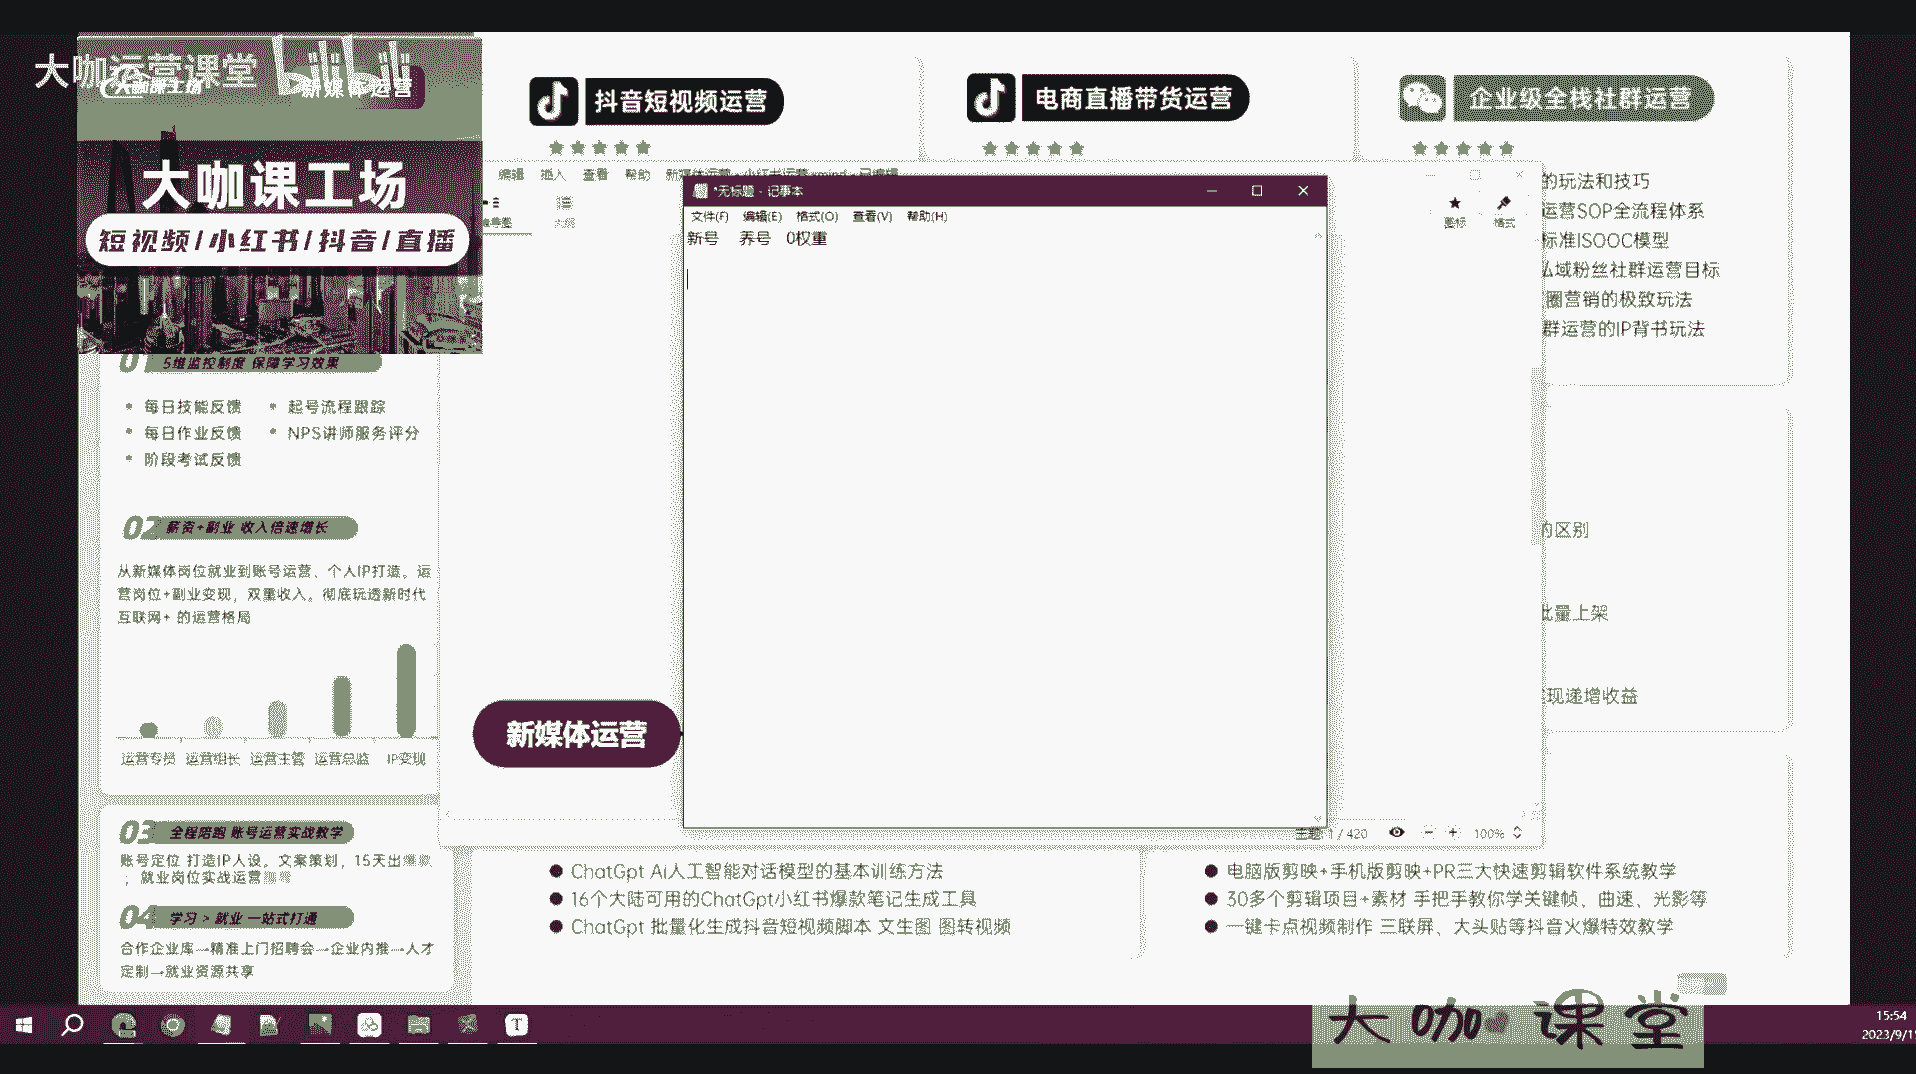 大咖运营课堂
bilibili
大咖课工场
新媒体运营
大咖课工场
短视频/小红书/抖音/直播
01 5维监控制度 保障学习效果
每日技能反馈
起号流程跟踪
每日作业反馈
NPS讲师服务评分
阶段考试反馈
02 薪资+副业 收入倍速增长
从新媒体岗位就业到账号运营、个人IP打造。运
营岗位+副业变现，双重收入。彻底玩透新时代
互联网+ 的运营格局
运营专员 运营组长 运营主管 运营总监 IP变现
03 全程陪跑 账号运营实战教学
账号定位 打造IP人设。文案策划，15天出爆款
；就业岗位实战运营
04 学习 > 就业 一站式打通
合作企业库→精准上门招聘会→企业内推→人才
定制→就业资源共享
抖音短视频运营
电商直播带货运营
企业级全栈社群运营
编辑 插入 查看 帮助 新媒体运营 - 小红书运营.xmind - 已编辑
大纲
图标 格式
*无标题 - 记事本
文件(F) 编辑(E) 格式(O) 查看(V) 帮助(H)
新号 养号 0权重
的玩法和技巧
运营SOP全流程体系
标准ISOOC模型
私域粉丝社群运营目标
圈营销的极致玩法
群运营的IP背书玩法
的区别
批量上架
现递增收益
新媒体运营
主题: 1 / 420
100%
ChatGpt Ai人工智能对话模型的基本训练方法
16个大陆可用的ChatGpt小红书爆款笔记生成工具
ChatGpt 批量化生成抖音短视频脚本 文生图 图转视频
电脑版剪映+手机版剪映+PR三大快速剪辑软件系统教学
30多个剪辑项目+素材 手把手教你学关键帧、曲速、光影等
一键卡点视频制作 三联屏、大头贴等抖音火爆特效教学
大咖课堂
15:54
2023/9/1